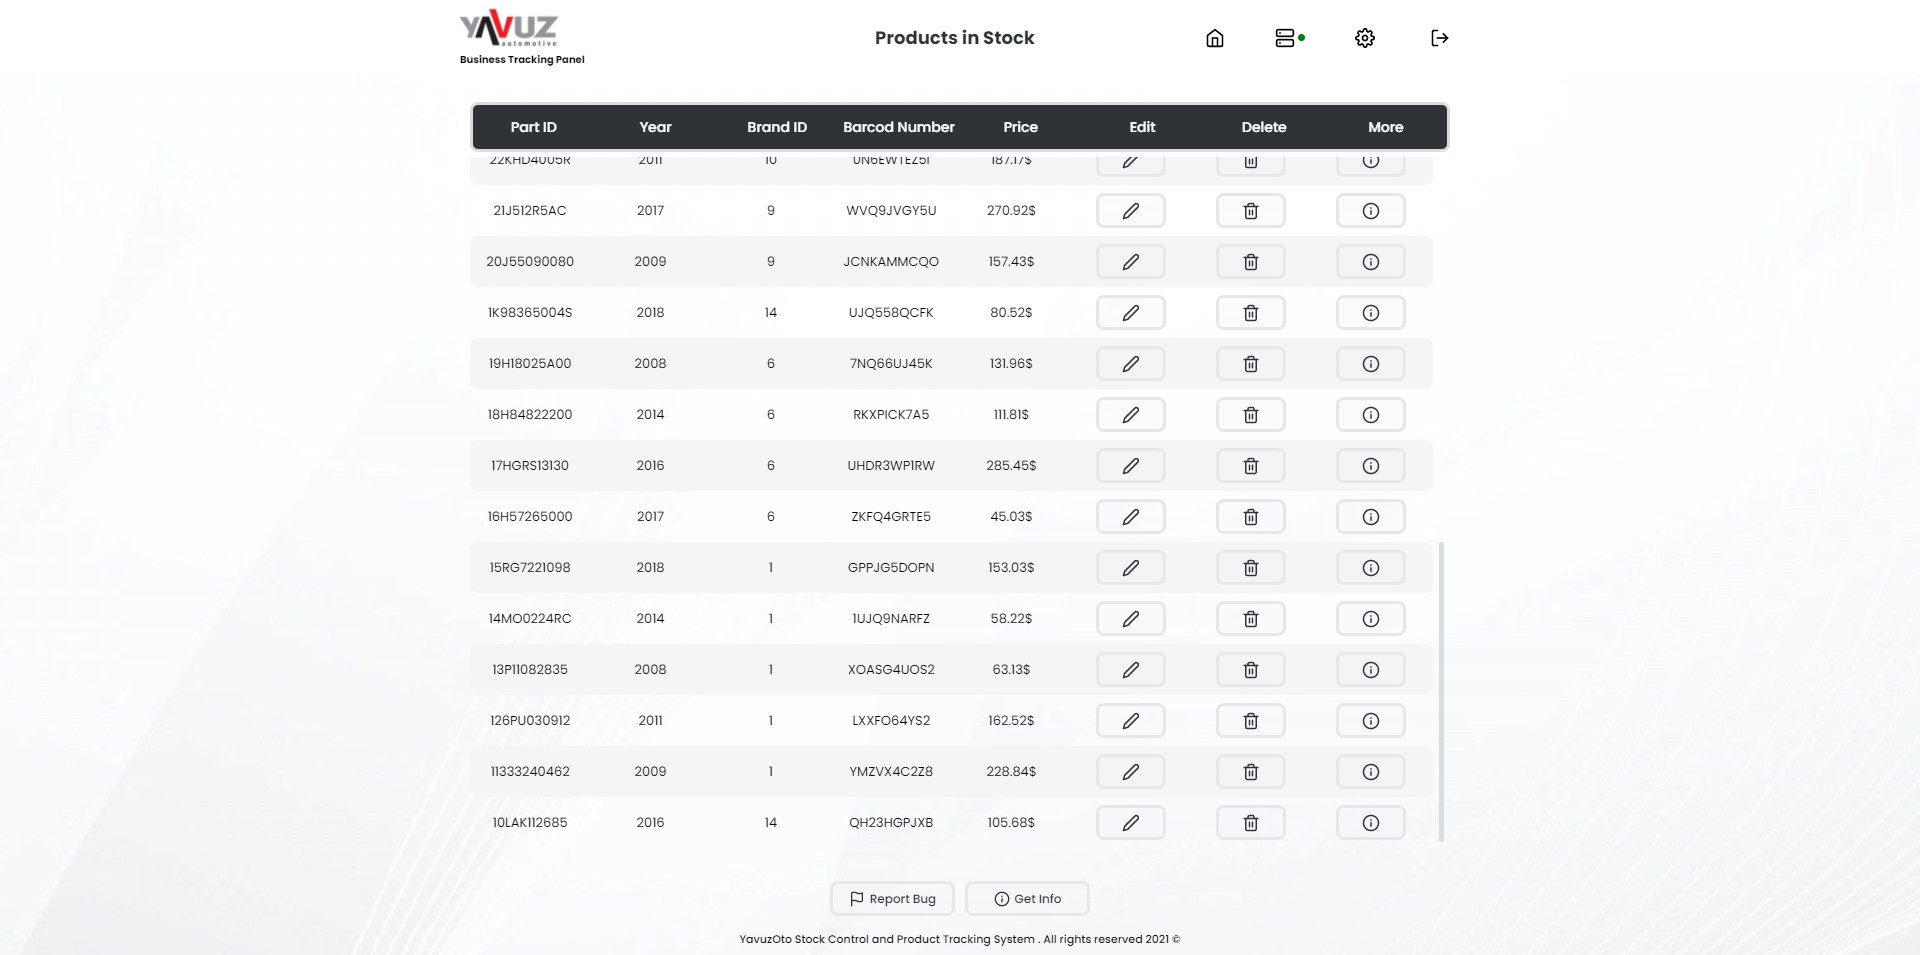 YAVUZ
automotive
Business Tracking Panel
Products in Stock
Part ID Year Brand ID Barcod Number Price Edit Delete More
22KHD4U05R 2011 10 UN6EWTEZ5I 187.17$
21J512R5AC 2017 9 WVQ9JVGY5U 270.92$
20J55090080 2009 9 JCNKAMMCQO 157.43$
1K98365004S 2018 14 UJQ558QCFK 80.52$
19H18025A00 2008 6 7NQ66UJ45K 131.96$
18H84822200 2014 6 RKXPICK7A5 111.81$
17HGRS13130 2016 6 UHDR3WP1RW 285.45$
16H57265000 2017 6 ZKFQ4GRTE5 45.03$
15RG7221098 2018 1 GPPJG5DOPN 153.03$
14MO0224RC 2014 1 1UJQ9NARFZ 58.22$
13P11082835 2008 1 XOASG4UOS2 63.13$
126PU030912 2011 1 LXXFO64YS2 162.52$
11333240462 2009 1 YMZVX4C2Z8 228.84$
10LAK112685 2016 14 QH23HGPJXB 105.68$
Report Bug Get Info
YavuzOto Stock Control and Product Tracking System . All rights reserved 2021 ©